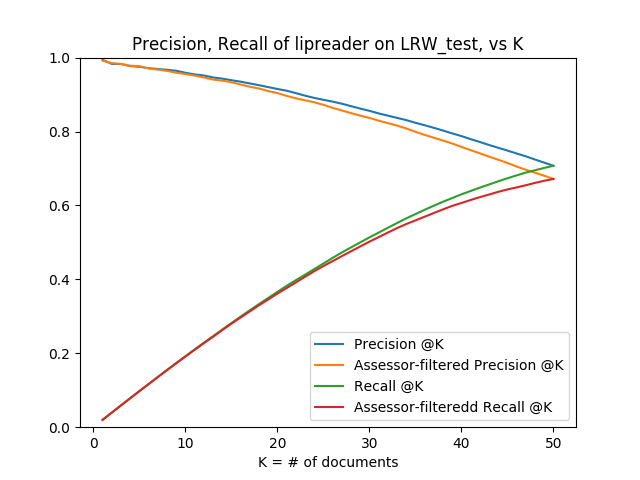 Precision, Recall of lipreader on LRW_test, vs K
1.0
0.8
0.6
0.4
0.2
0.0
Precision @K
Assessor-filtered Precision @K
Recall @K
Assessor-filteredd Recall @K
0 10 20 30 40 50
K = # of documents